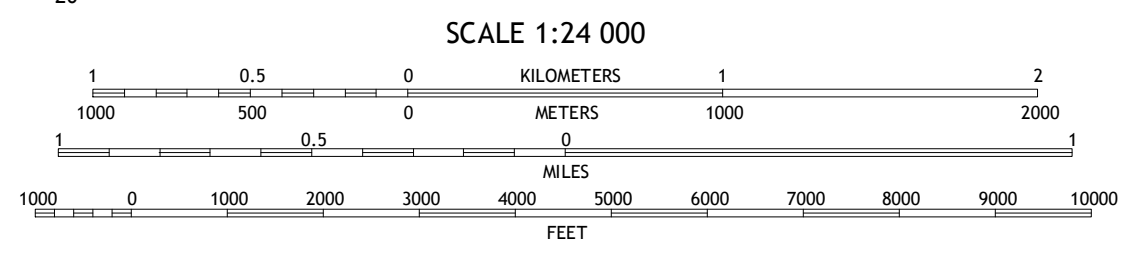 SCALE 1:24 000
1 0.5 0 KILOMETERS 1 2
1000 500 0 METERS 1000 2000
1 0.5 0 1
MILES
1000 0 1000 2000 3000 4000 5000 6000 7000 8000 9000 10000
FEET